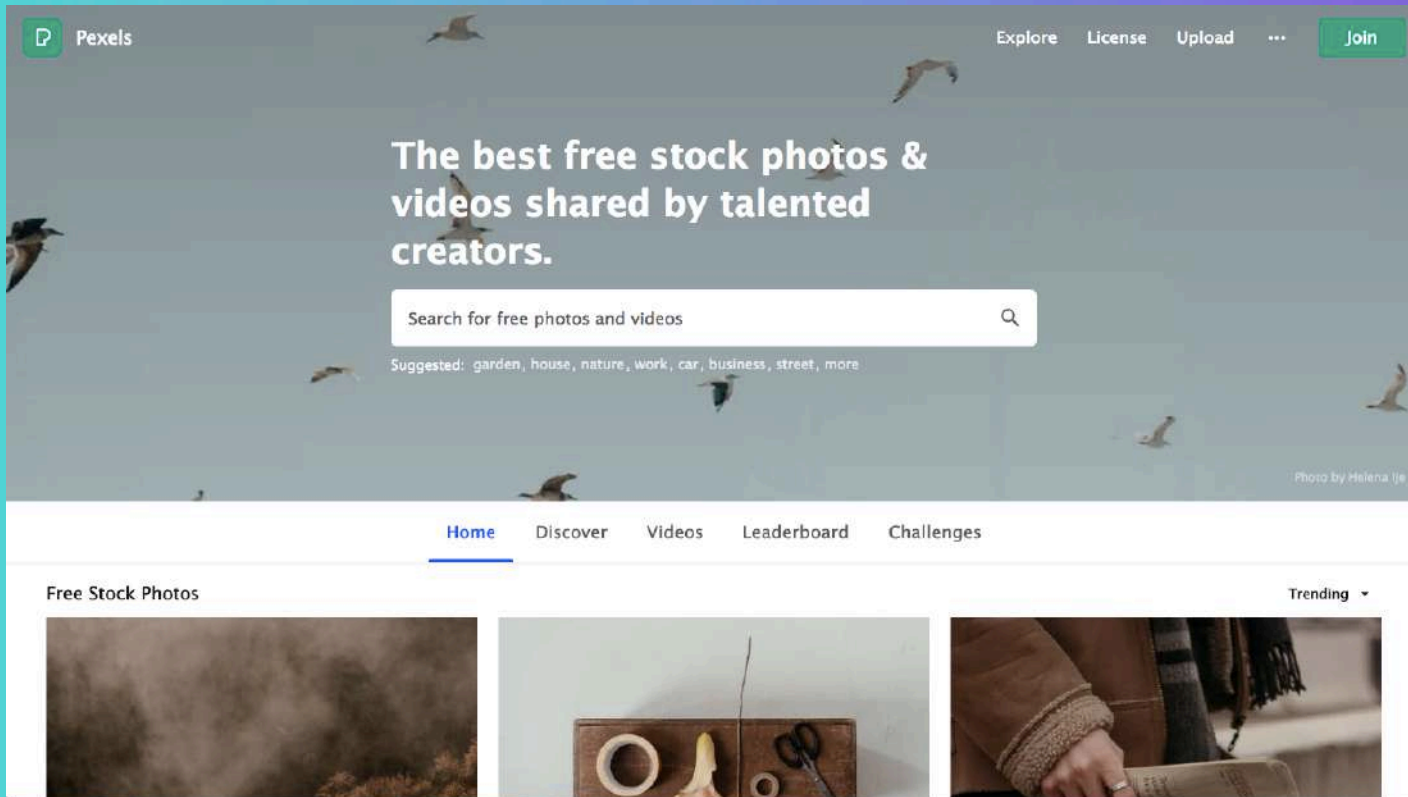 Pexels
Explore License Upload ... Join
The best free stock photos &
videos shared by talented
creators.
Search for free photos and videos
Suggested: garden, house, nature, work, car, business, street, more
Photo by Helena Ije
Home Discover Videos Leaderboard Challenges
Free Stock Photos
Trending